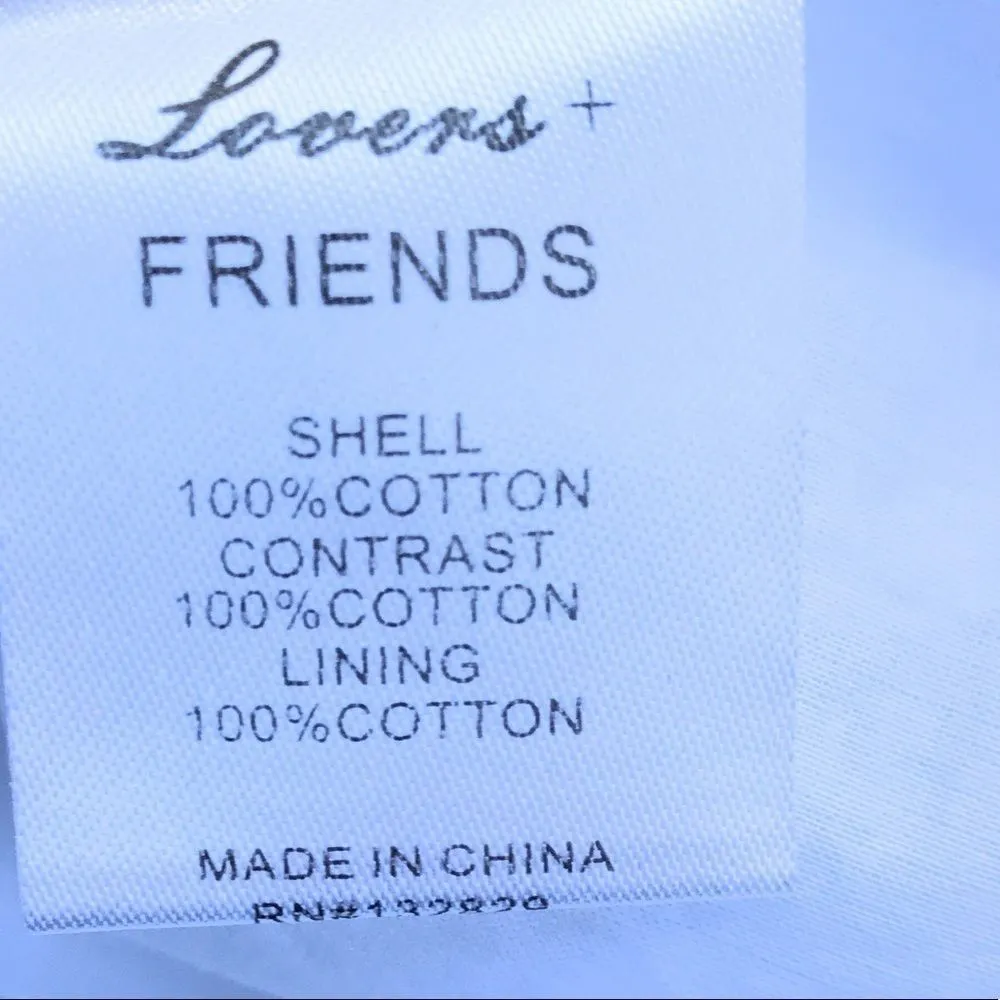 Lovers +
FRIENDS
SHELL
100%COTTON
CONTRAST
100%COTTON
LINING
100%COTTON
MADE IN CHINA